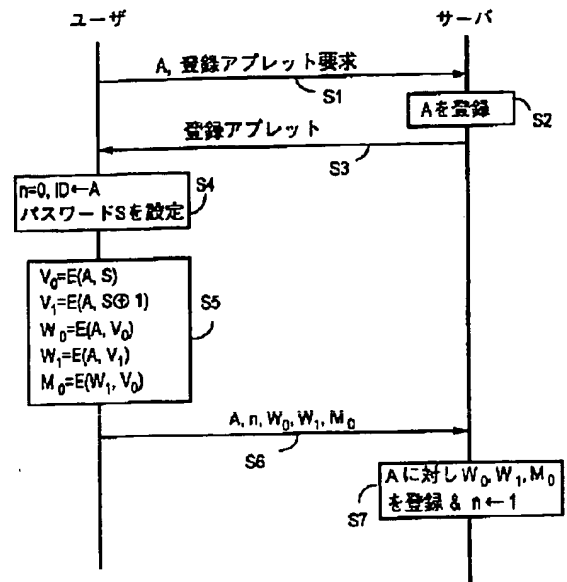 ユーザ
サーバ
A, 登録アプレット要求
S1
Aを登録
S2
登録アプレット
S3
n=0, ID←A
パスワードSを設定
S4
V₀=E(A, S)
V₁=E(A, S⊕1)
W₀=E(A, V₀)
W₁=E(A, V₁)
M₀=E(W₁, V₀)
S5
A, n, W₀, W₁, M₀
S6
Aに対しW₀, W₁, M₀
を登録 & n←1
S7